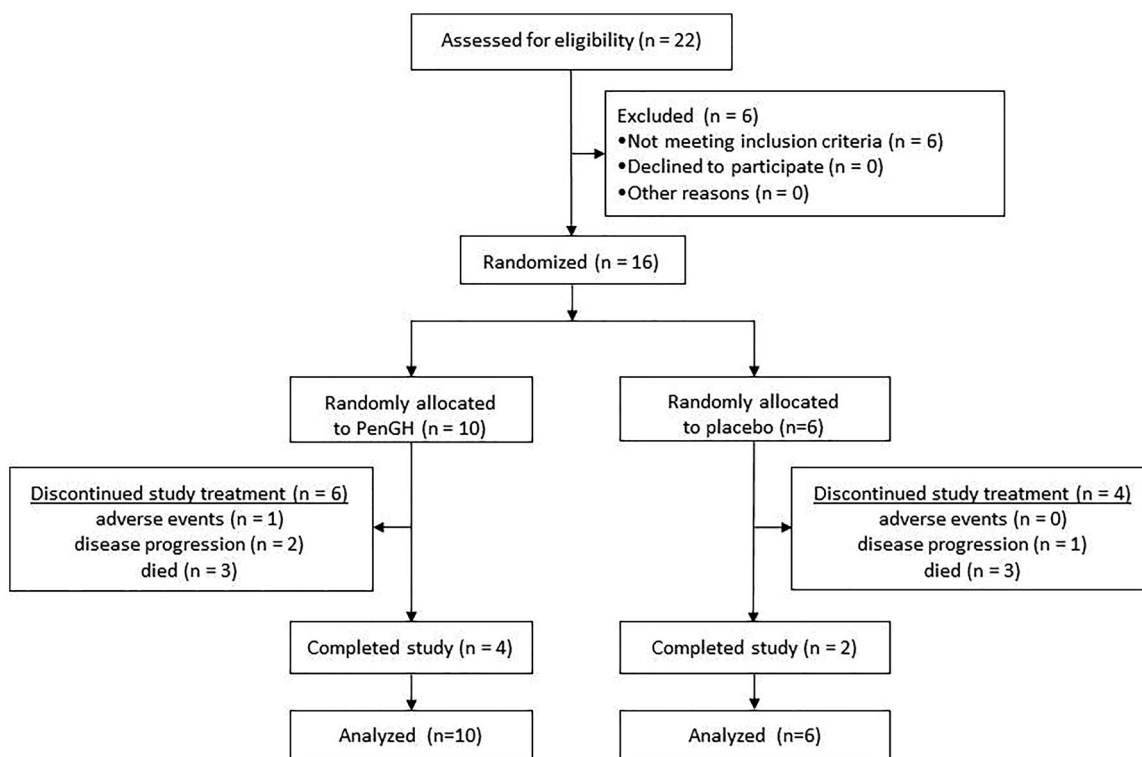 Assessed for eligibility (n = 22)
Excluded (n = 6)
•Not meeting inclusion criteria (n = 6)
•Declined to participate (n = 0)
•Other reasons (n = 0)
Randomized (n = 16)
Randomly allocated
to PenGH (n = 10)
Randomly allocated
to placebo (n=6)
Discontinued study treatment (n = 6)
adverse events (n = 1)
disease progression (n = 2)
died (n = 3)
Discontinued study treatment (n = 4)
adverse events (n = 0)
disease progression (n = 1)
died (n = 3)
Completed study (n = 4)
Completed study (n = 2)
Analyzed (n=10)
Analyzed (n=6)